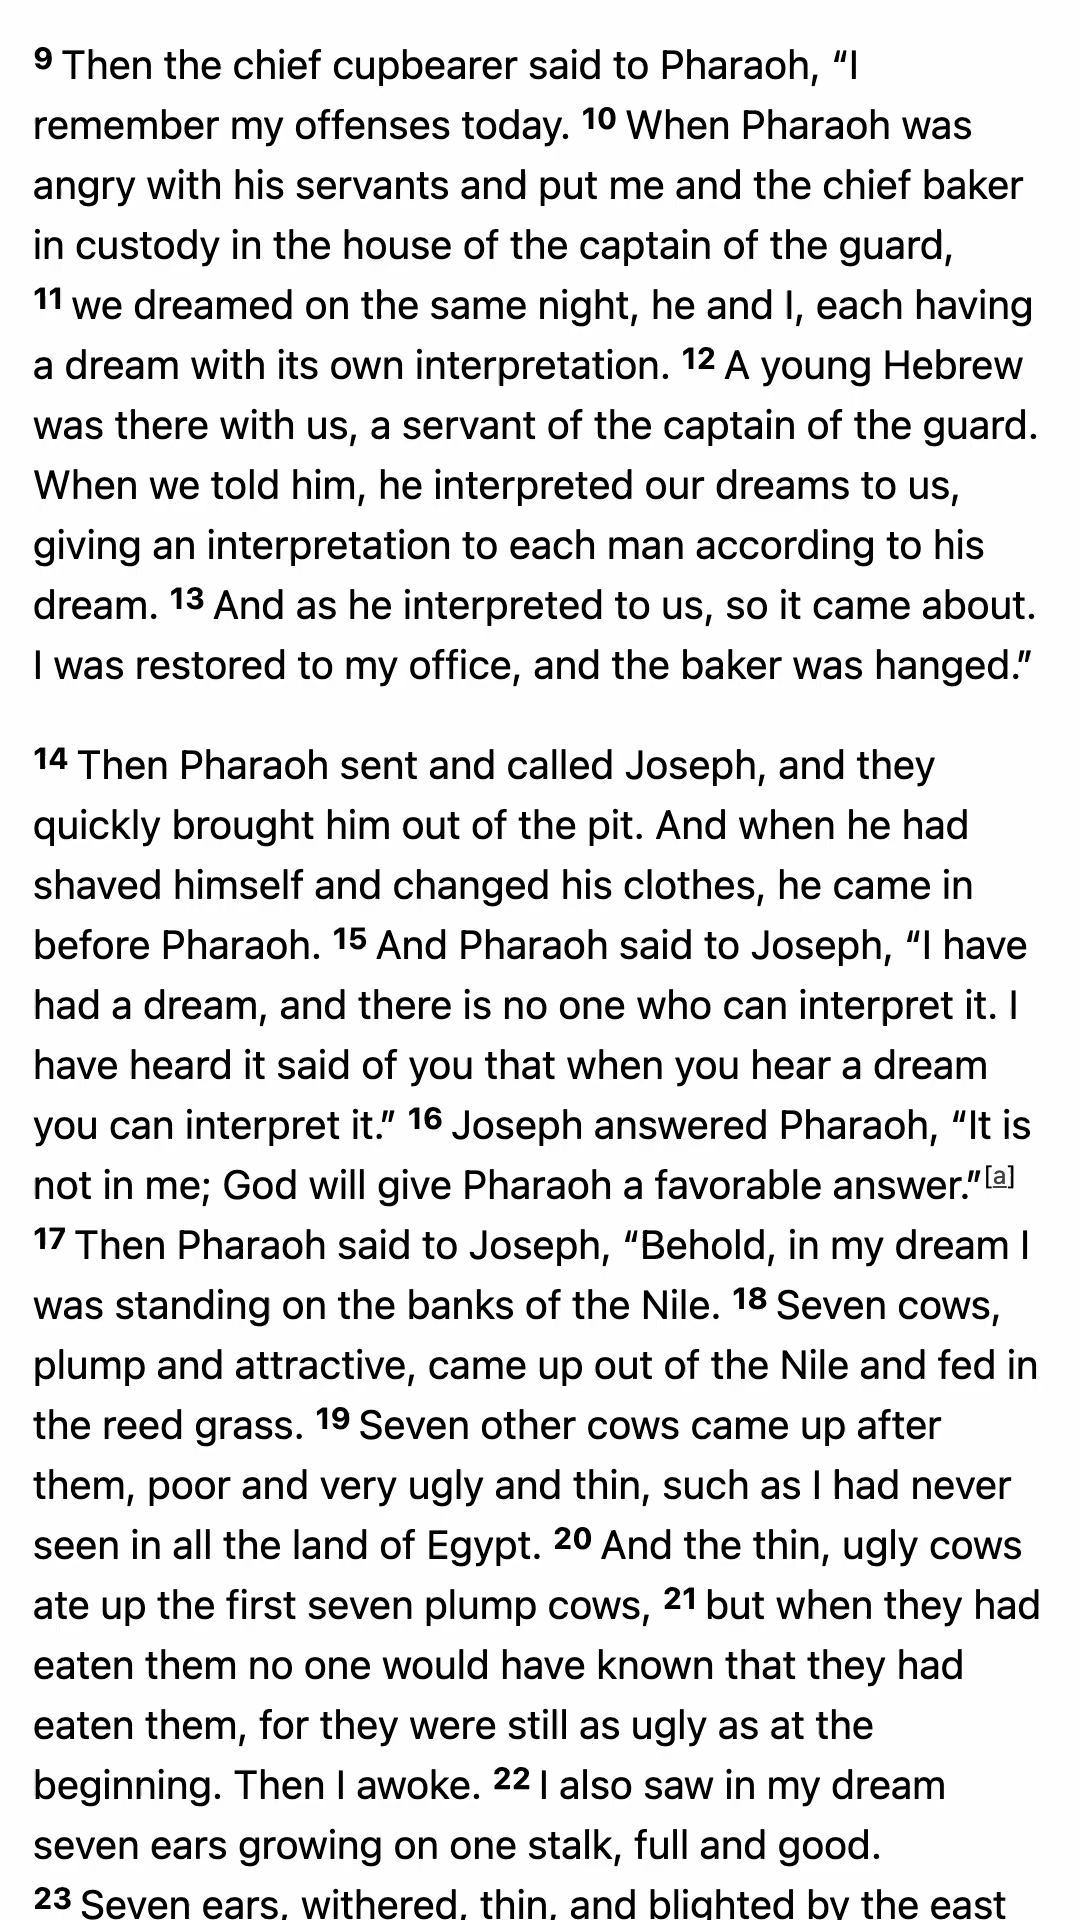 9 Then the chief cupbearer said to Pharaoh, “I
remember my offenses today. 10 When Pharaoh was
angry with his servants and put me and the chief baker
in custody in the house of the captain of the guard,
11 we dreamed on the same night, he and I, each having
a dream with its own interpretation. 12 A young Hebrew
was there with us, a servant of the captain of the guard.
When we told him, he interpreted our dreams to us,
giving an interpretation to each man according to his
dream. 13 And as he interpreted to us, so it came about.
I was restored to my office, and the baker was hanged.”
14 Then Pharaoh sent and called Joseph, and they
quickly brought him out of the pit. And when he had
shaved himself and changed his clothes, he came in
before Pharaoh. 15 And Pharaoh said to Joseph, “I have
had a dream, and there is no one who can interpret it. I
have heard it said of you that when you hear a dream
you can interpret it.” 16 Joseph answered Pharaoh, “It is
not in me; God will give Pharaoh a favorable answer.”[a]
17 Then Pharaoh said to Joseph, “Behold, in my dream I
was standing on the banks of the Nile. 18 Seven cows,
plump and attractive, came up out of the Nile and fed in
the reed grass. 19 Seven other cows came up after
them, poor and very ugly and thin, such as I had never
seen in all the land of Egypt. 20 And the thin, ugly cows
ate up the first seven plump cows, 21 but when they had
eaten them no one would have known that they had
eaten them, for they were still as ugly as at the
beginning. Then I awoke. 22 I also saw in my dream
seven ears growing on one stalk, full and good.
23 Seven ears, withered, thin, and blighted by the east